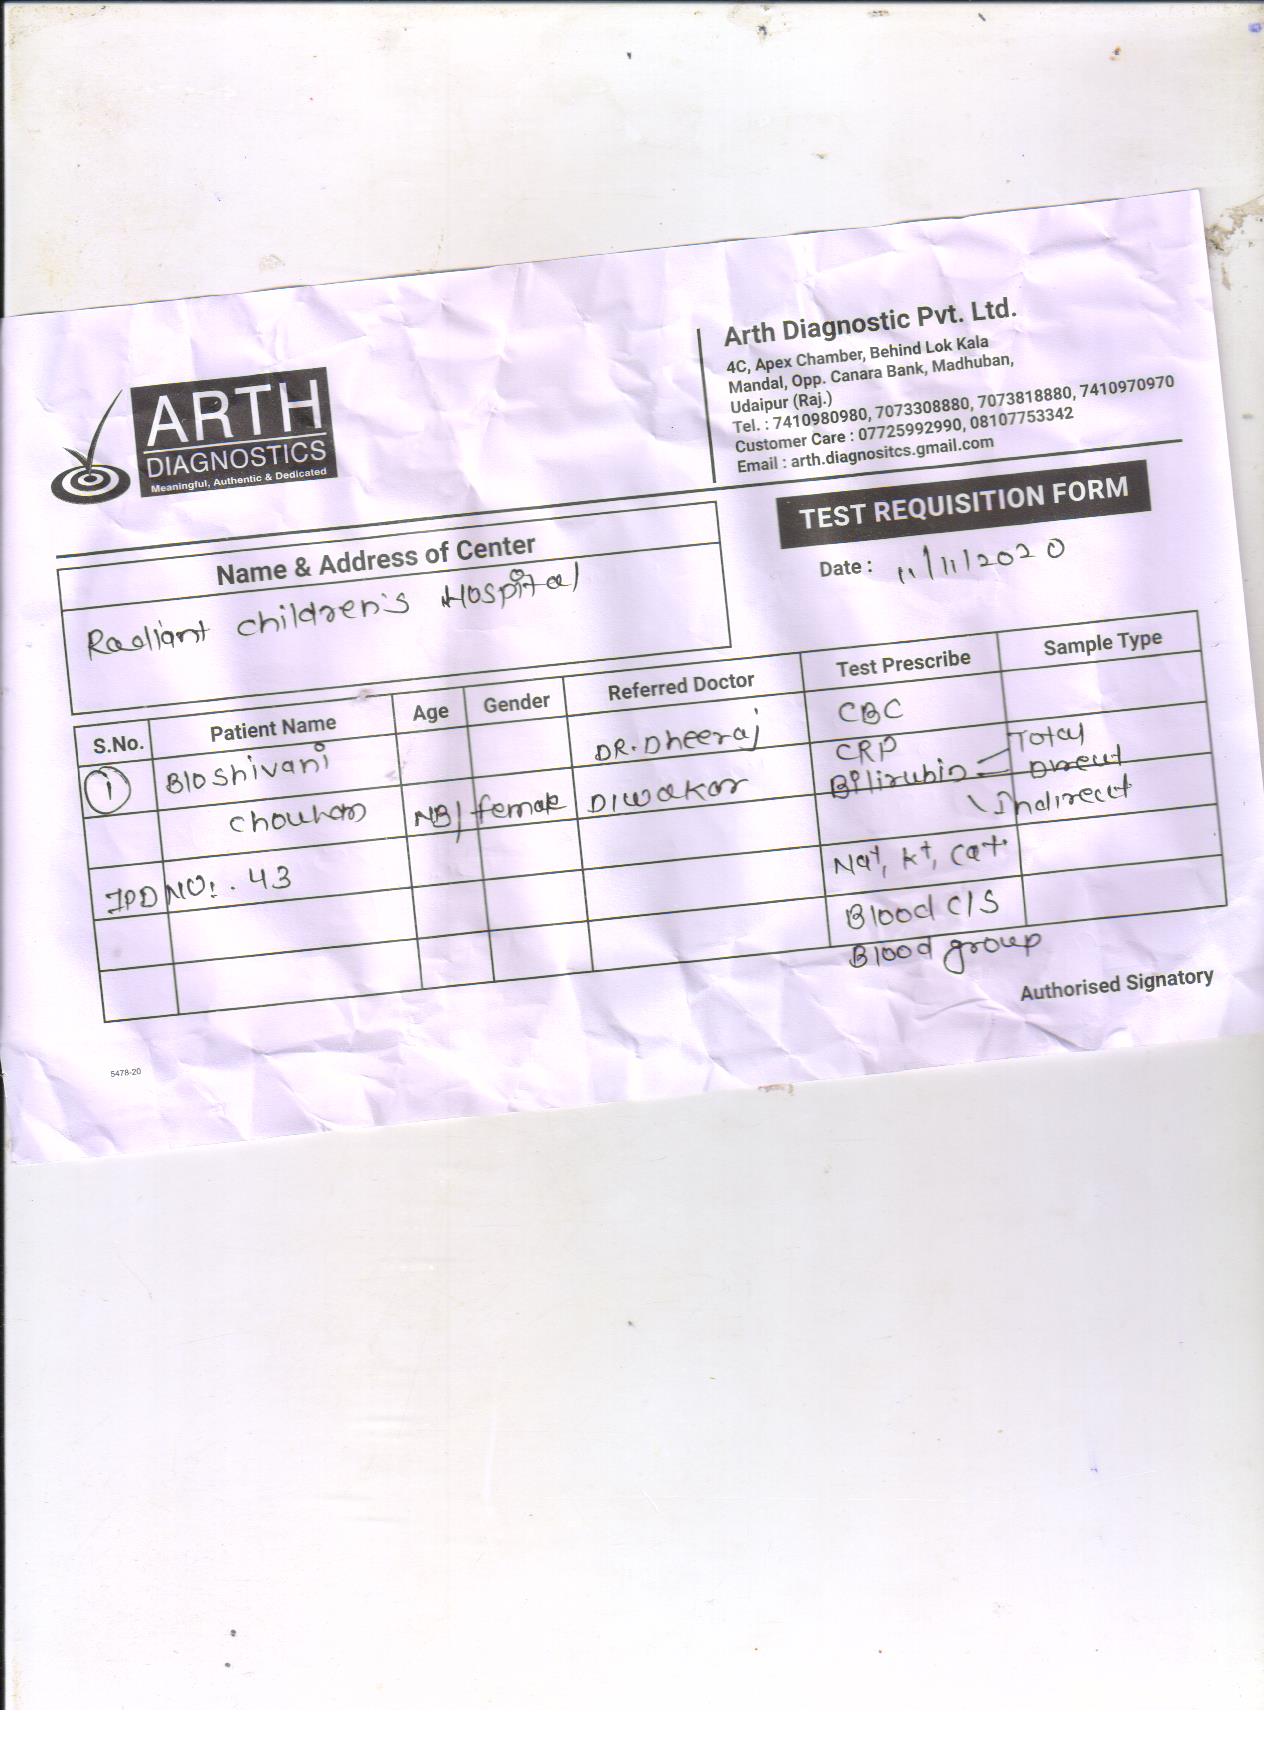 ARTH
DIAGNOSTICS
Meaningful, Authentic & Dedicated
Arth Diagnostic Pvt. Ltd.
4C, Apex Chamber, Behind Lok Kala
Mandal, Opp. Canara Bank, Madhuban,
Udaipur (Raj.)
Tel. : 7410980980, 7073308880, 7073818880, 7410970970
Customer Care : 07725992990, 08107753342
Email : arth.diagnositcs.gmail.com
TEST REQUISITION FORM
Date : 11/11/2020
Name & Address of Center
Radiant children's Hospital
S.No. Patient Name Age Gender Referred Doctor Test Prescribe Sample Type
1 B/o Shivani DR. Dheeraj CBC
CRP
Chouhan NB/ female Diwakar Bilirubin Total
Direct
Indirect
IPD NO:. 43 Na+, K+, Ca++
Blood C/S
Blood group
Authorised Signatory
5478-20